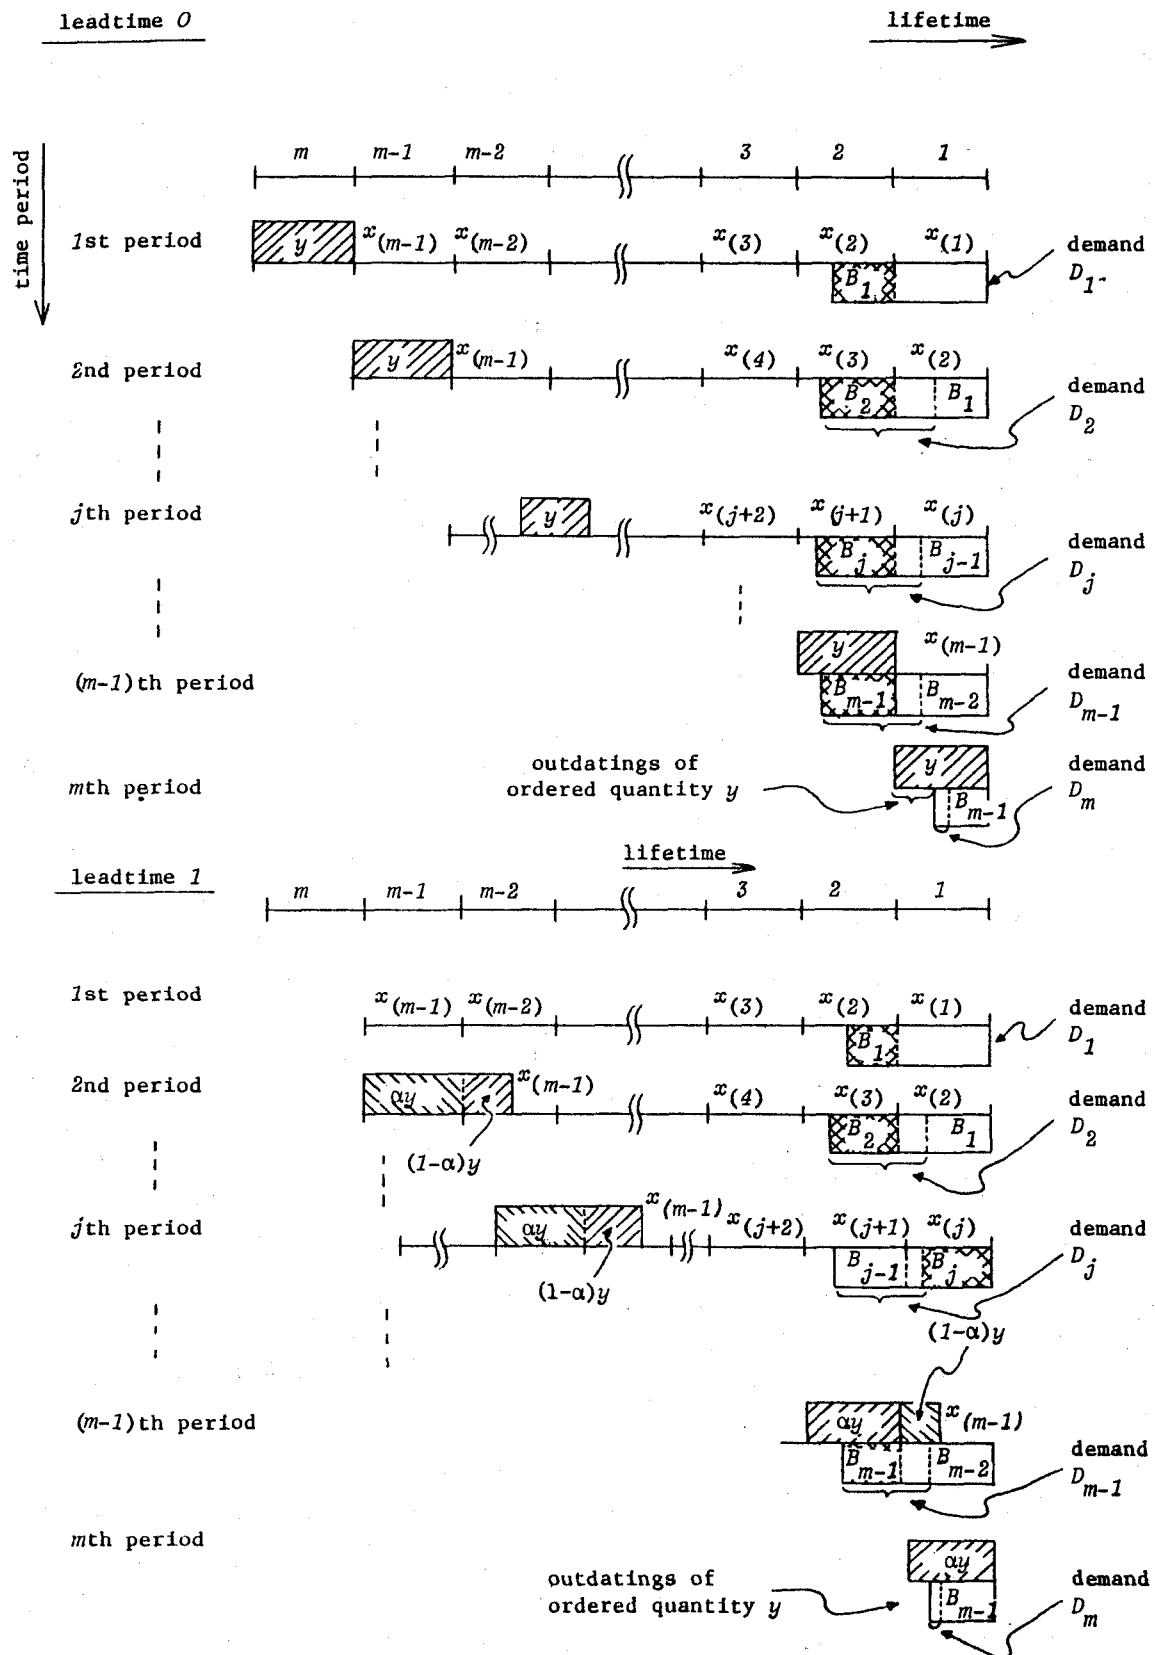 leadtime 0
lifetime
time period
m m-1 m-2 3 2 1
1st period
y x(m-1) x(m-2) x(3) x(2) x(1)
B1
demand
D1
2nd period
y x(m-1) x(4) x(3) x(2)
B2 B1
demand
D2
jth period
y x(j+2) x(j+1) x(j)
Bj Bj-1
demand
Dj
(m-1)th period
y x(m-1)
Bm-1 Bm-2
demand
Dm-1
mth period
outdatings of
ordered quantity y
y
Bm-1
demand
Dm
lifetime
leadtime 1
m m-1 m-2 3 2 1
1st period
x(m-1) x(m-2) x(3) x(2) x(1)
B1
demand
D1
2nd period
αy x(m-1) x(4) x(3) x(2)
(1-α)y
B2 B1
demand
D2
jth period
αy x(m-1) x(j+2) x(j+1) x(j)
(1-α)y
Bj-1 Bj
demand
Dj
(1-α)y
(m-1)th period
αy x(m-1)
Bm-1 Bm-2
demand
Dm-1
mth period
αy
outdatings of
ordered quantity y
Bm-1
demand
Dm